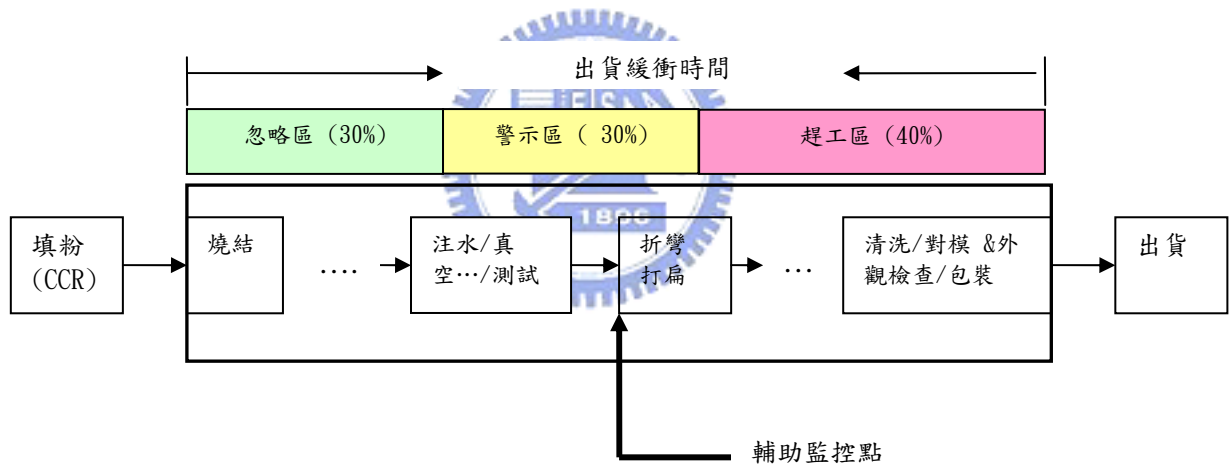 出貨緩衝時間
忽略區 (30%)
警示區 ( 30%)
趕工區 (40%)
1896
填粉
(CCR)
燒結
‥‥
注水/真
空…/測試
折彎
打扁
…
清洗/對模 &外
觀檢查/包裝
出貨
輔助監控點